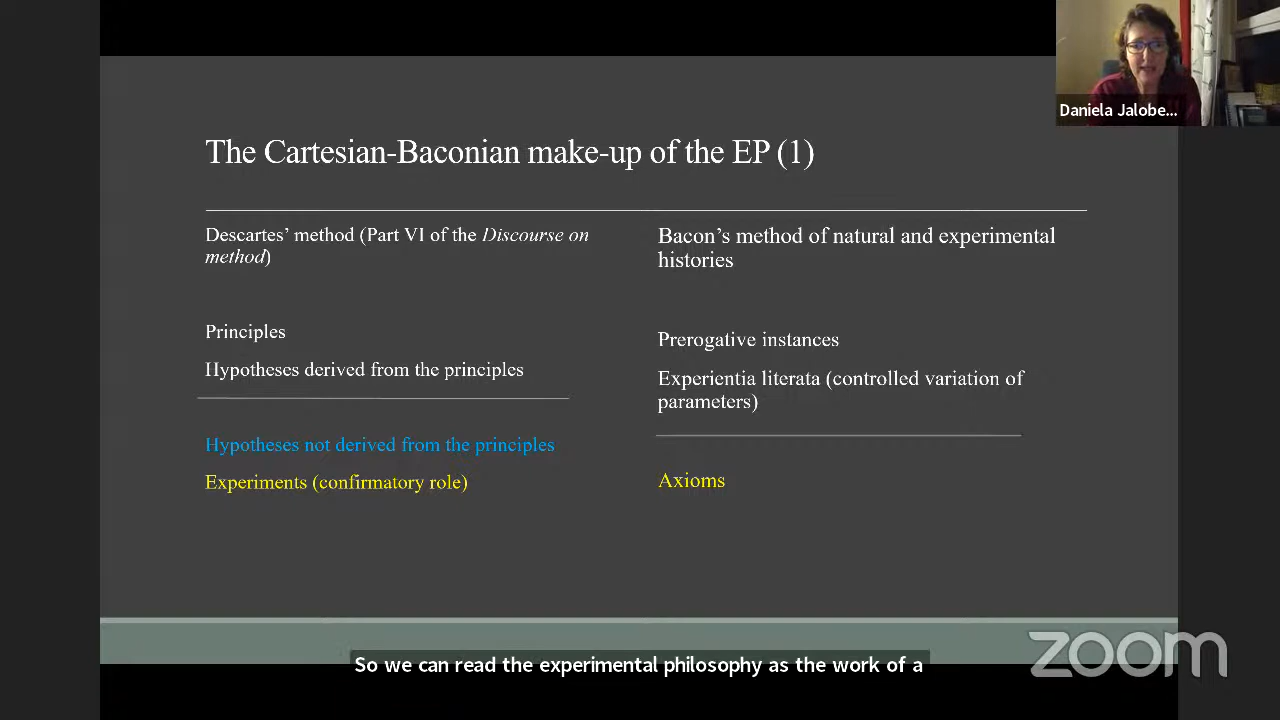 Daniela Jalobe...
The Cartesian-Baconian make-up of the EP (1)
Descartes' method (Part VI of the Discourse on
method)
Principles
Hypotheses derived from the principles
Hypotheses not derived from the principles
Experiments (confirmatory role)
Bacon's method of natural and experimental
histories
Prerogative instances
Experientia literata (controlled variation of
parameters)
Axioms
zoom
So we can read the experimental philosophy as the work of a